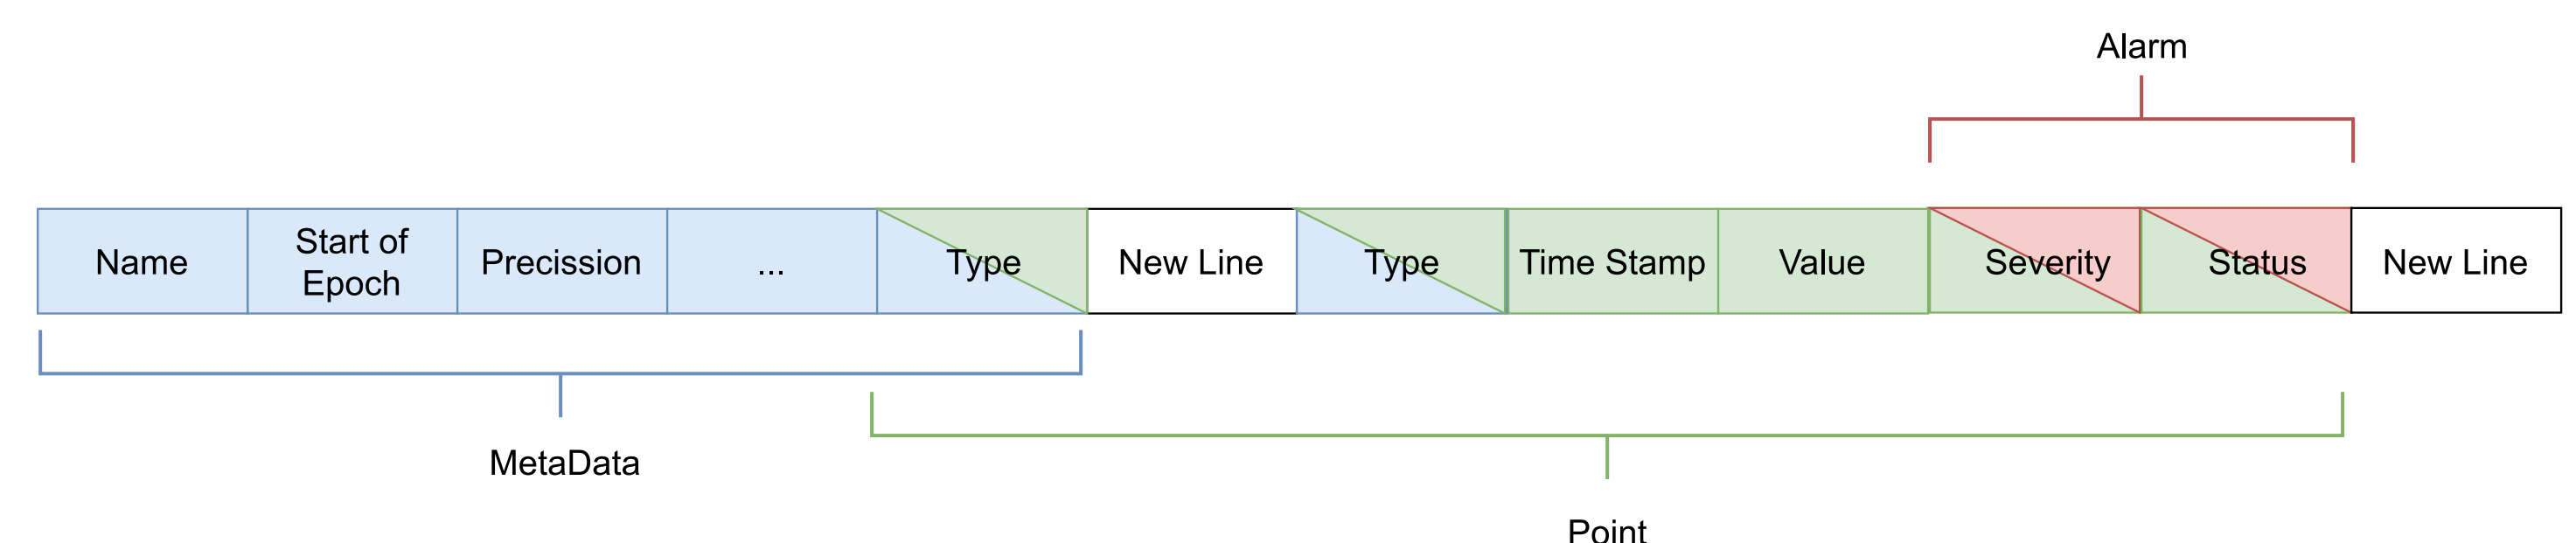 Alarm
Name
Start of
Epoch
Precission
...
Type
New Line
Type
Time Stamp
Value
Severity
Status
New Line
MetaData
Point